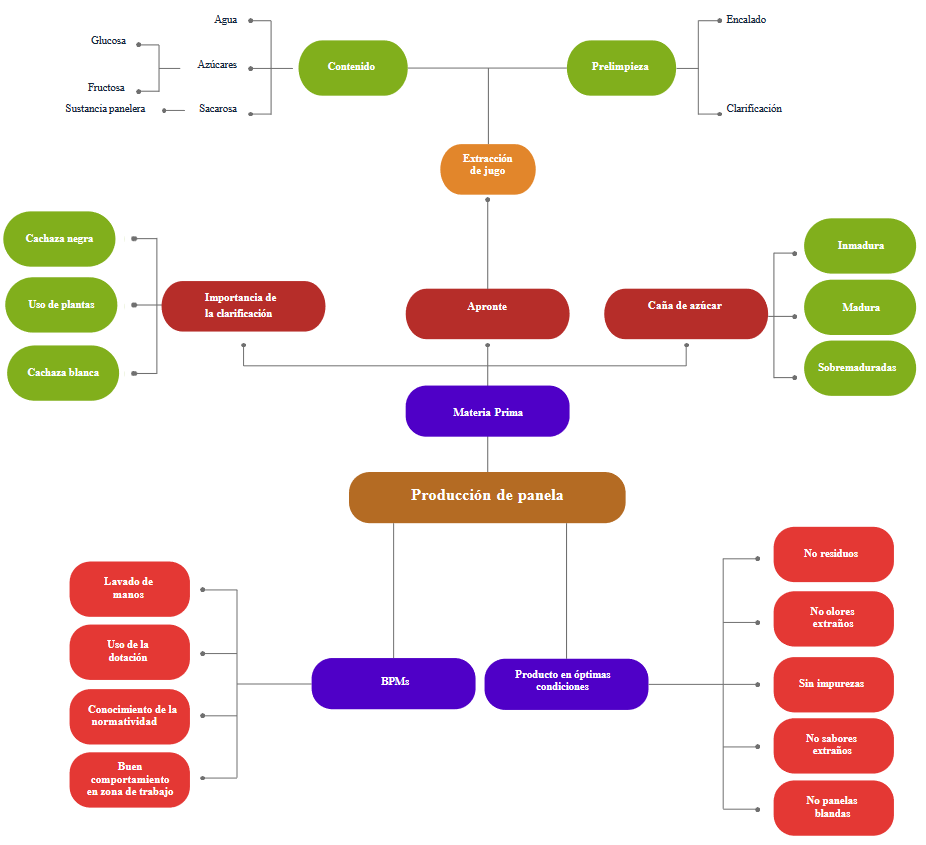 Agua
Encalado
Glucosa
Azúcares
Contenido
Prelimpieza
Fructosa
Sustancia panelera
Sacarosa
Clarificación
Extracción
de jugo
Cachaza negra
Inmadura
Uso de plantas
Importancia de
la clarificación
Apronte
Caña de azúcar
Madura
Cachaza blanca
Sobremaduradas
Materia Prima
Producción de panela
Lavado de
manos
No residuos
Uso de la
dotación
No olores
extraños
BPMs
Producto en óptimas
condiciones
Sin impurezas
Conocimiento de la
normatividad
No sabores
extraños
Buen
comportamiento
en zona de trabajo
No panelas
blandas